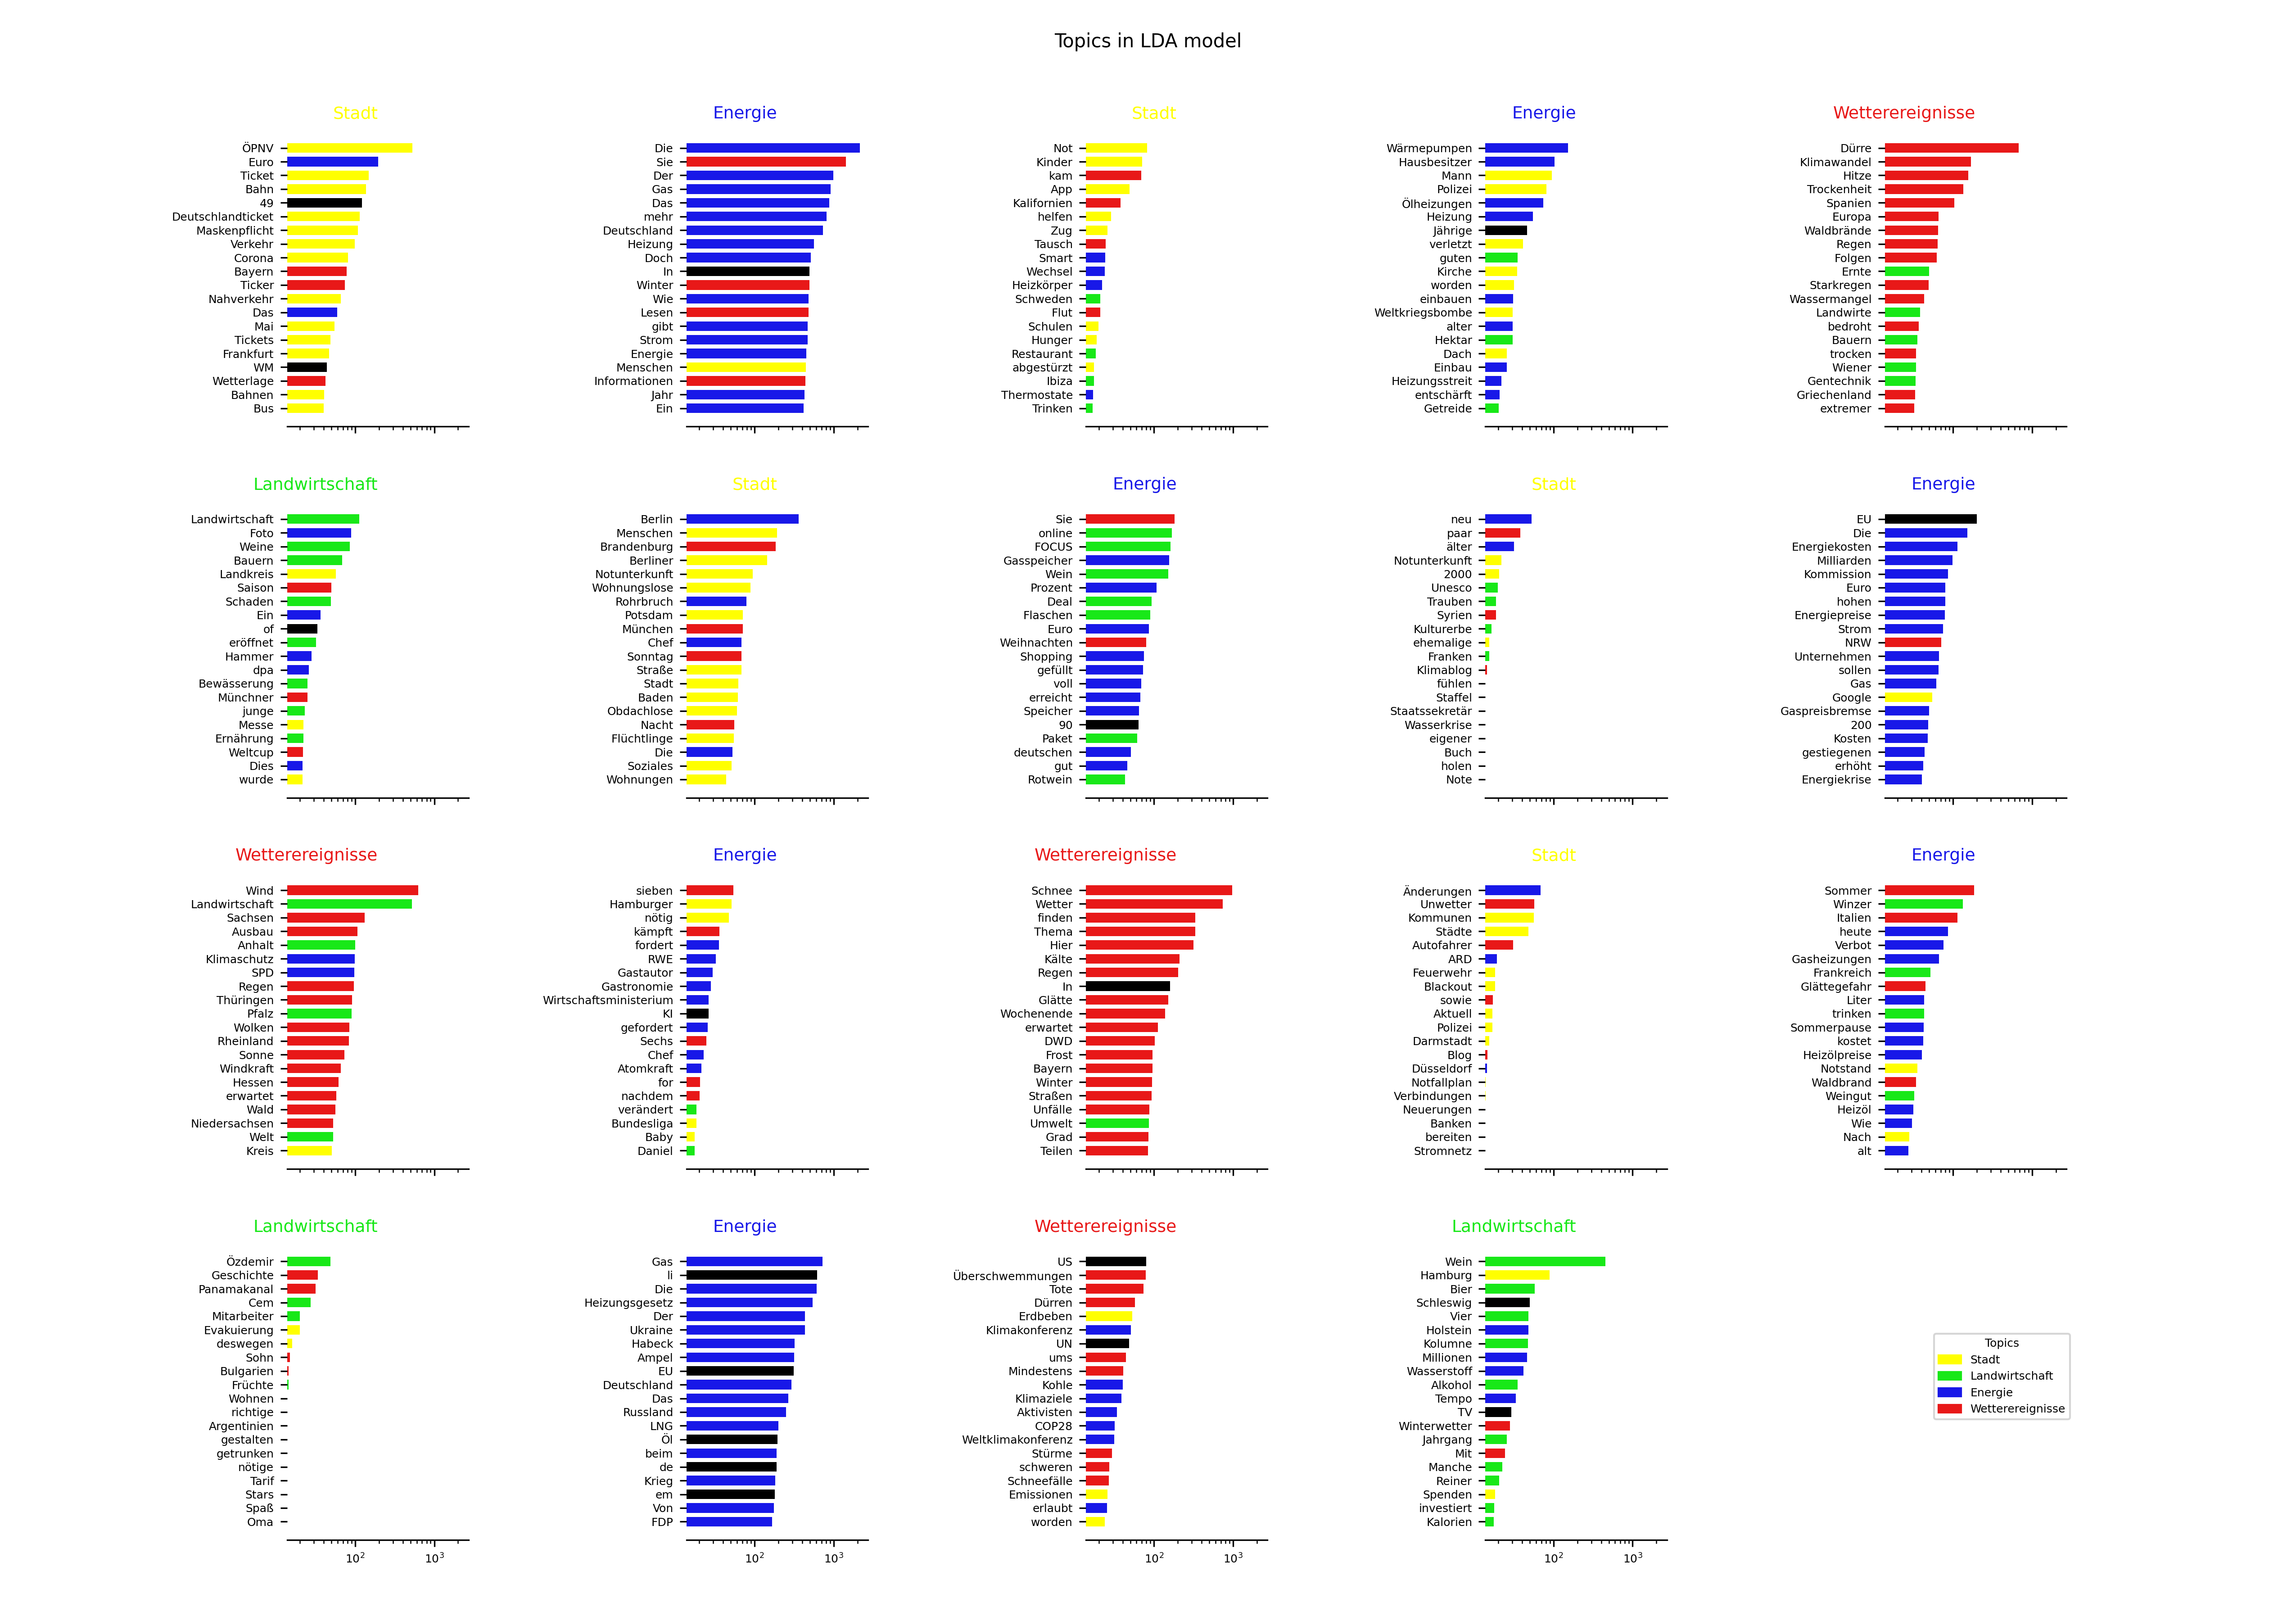 Topics in LDA model
Stadt
ÖPNV
Euro
Ticket
Bahn
49
Deutschlandticket
Maskenpflicht
Verkehr
Corona
Bayern
Ticker
Nahverkehr
Das
Mai
Tickets
Frankfurt
WM
Wetterlage
Bahnen
Bus
Energie
Die
Sie
Der
Gas
Das
mehr
Deutschland
Heizung
Doch
In
Winter
Wie
Lesen
gibt
Strom
Energie
Menschen
Informationen
Jahr
Ein
Stadt
Not
Kinder
kam
App
Kalifornien
helfen
Zug
Tausch
Smart
Wechsel
Heizkörper
Schweden
Flut
Schulen
Hunger
Restaurant
abgestürzt
Ibiza
Thermostate
Trinken
Energie
Wärmepumpen
Hausbesitzer
Mann
Polizei
Ölheizungen
Heizung
Jährige
verletzt
guten
Kirche
worden
einbauen
Weltkriegsbombe
alter
Hektar
Dach
Einbau
Heizungsstreit
entschärft
Getreide
Wetterereignisse
Dürre
Klimawandel
Hitze
Trockenheit
Spanien
Europa
Waldbrände
Regen
Folgen
Ernte
Starkregen
Wassermangel
Landwirte
bedroht
Bauern
trocken
Wiener
Gentechnik
Griechenland
extremer
Landwirtschaft
Landwirtschaft
Foto
Weine
Bauern
Landkreis
Saison
Schaden
Ein
of
eröffnet
Hammer
dpa
Bewässerung
Münchner
junge
Messe
Ernährung
Weltcup
Dies
wurde
Stadt
Berlin
Menschen
Brandenburg
Berliner
Notunterkunft
Wohnungslose
Rohrbruch
Potsdam
München
Chef
Sonntag
Straße
Stadt
Baden
Obdachlose
Nacht
Flüchtlinge
Die
Soziales
Wohnungen
Energie
Sie
online
FOCUS
Gasspeicher
Wein
Prozent
Deal
Flaschen
Euro
Weihnachten
Shopping
gefüllt
voll
erreicht
Speicher
90
Paket
deutschen
gut
Rotwein
Stadt
neu
paar
älter
Notunterkunft
2000
Unesco
Trauben
Syrien
Kulturerbe
ehemalige
Franken
Klimablog
fühlen
Staffel
Staatssekretär
Wasserkrise
eigener
Buch
holen
Note
Energie
EU
Die
Energiekosten
Milliarden
Kommission
Euro
hohen
Energiepreise
Strom
NRW
Unternehmen
sollen
Gas
Google
Gaspreisbremse
200
Kosten
gestiegenen
erhöht
Energiekrise
Wetterereignisse
Wind
Landwirtschaft
Sachsen
Ausbau
Anhalt
Klimaschutz
SPD
Regen
Thüringen
Pfalz
Wolken
Rheinland
Sonne
Windkraft
Hessen
erwartet
Wald
Niedersachsen
Welt
Kreis
Energie
sieben
Hamburger
nötig
kämpft
fordert
RWE
Gastautor
Gastronomie
Wirtschaftsministerium
KI
gefordert
Sechs
Chef
Atomkraft
for
nachdem
verändert
Bundesliga
Baby
Daniel
Wetterereignisse
Schnee
Wetter
finden
Thema
Hier
Kälte
Regen
In
Glätte
Wochenende
erwartet
DWD
Frost
Bayern
Winter
Straßen
Unfälle
Umwelt
Grad
Teilen
Stadt
Änderungen
Unwetter
Kommunen
Städte
Autofahrer
ARD
Feuerwehr
Blackout
sowie
Aktuell
Polizei
Darmstadt
Blog
Düsseldorf
Notfallplan
Verbindungen
Neuerungen
Banken
bereiten
Stromnetz
Energie
Sommer
Winzer
Italien
heute
Verbot
Gasheizungen
Frankreich
Glättegefahr
Liter
trinken
Sommerpause
kostet
Heizölpreise
Notstand
Waldbrand
Weingut
Heizöl
Wie
Nach
alt
Landwirtschaft
Özdemir
Geschichte
Panamakanal
Cem
Mitarbeiter
Evakuierung
deswegen
Sohn
Bulgarien
Früchte
Wohnen
richtige
Argentinien
gestalten
getrunken
nötige
Tarif
Stars
Spaß
Oma
10²
10³
Energie
Gas
li
Die
Heizungsgesetz
Der
Ukraine
Habeck
Ampel
EU
Deutschland
Das
Russland
LNG
Öl
beim
de
Krieg
em
Von
FDP
10²
10³
Wetterereignisse
US
Überschwemmungen
Tote
Dürren
Erdbeben
Klimakonferenz
UN
ums
Mindestens
Kohle
Klimaziele
Aktivisten
COP28
Weltklimakonferenz
Stürme
schweren
Schneefälle
Emissionen
erlaubt
worden
10²
10³
Landwirtschaft
Wein
Hamburg
Bier
Schleswig
Vier
Holstein
Kolumne
Millionen
Wasserstoff
Alkohol
Tempo
TV
Winterwetter
Jahrgang
Mit
Manche
Reiner
Spenden
investiert
Kalorien
10²
10³
Topics
Stadt
Landwirtschaft
Energie
Wetterereignisse